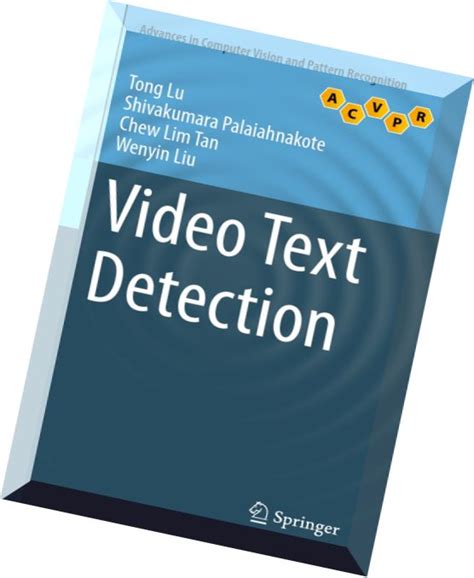 Advances in Computer Vision and Pattern Recognition
Tong Lu
Shivakumara Palaiahnakote
Chew Lim Tan
Wenyin Liu
A C V P R
Video Text
Detection
Springer